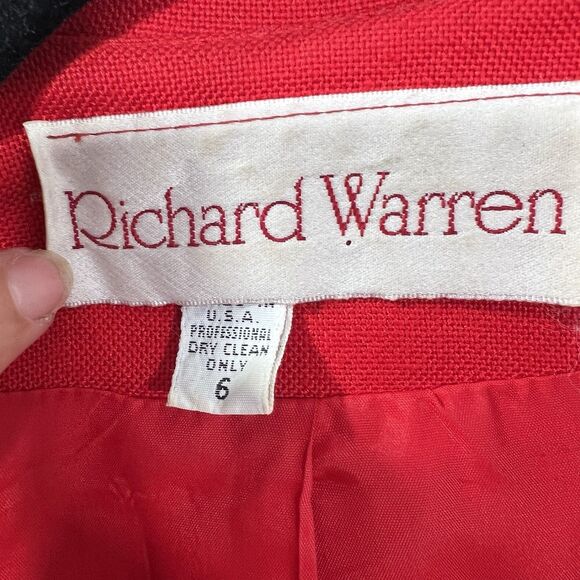 Richard Warren
U.S.A.
PROFESSIONAL
DRY CLEAN
ONLY
6